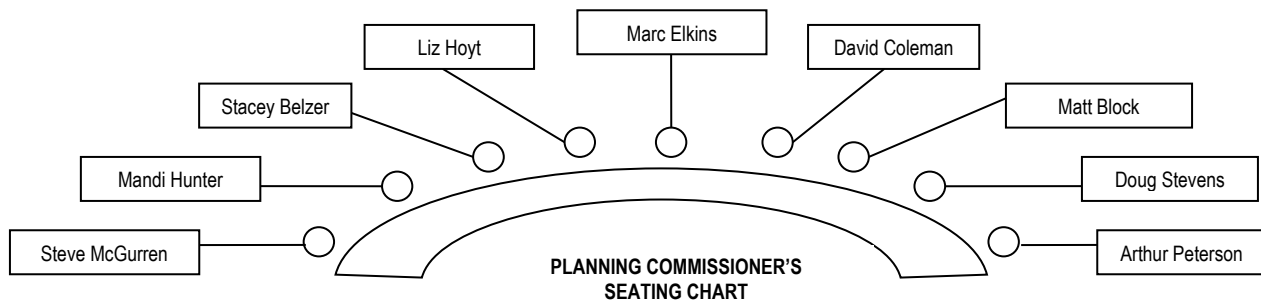 Marc Elkins
Liz Hoyt
David Coleman
Stacey Belzer
Matt Block
Mandi Hunter
Doug Stevens
Steve McGurren
Arthur Peterson
PLANNING COMMISSIONER'S
SEATING CHART